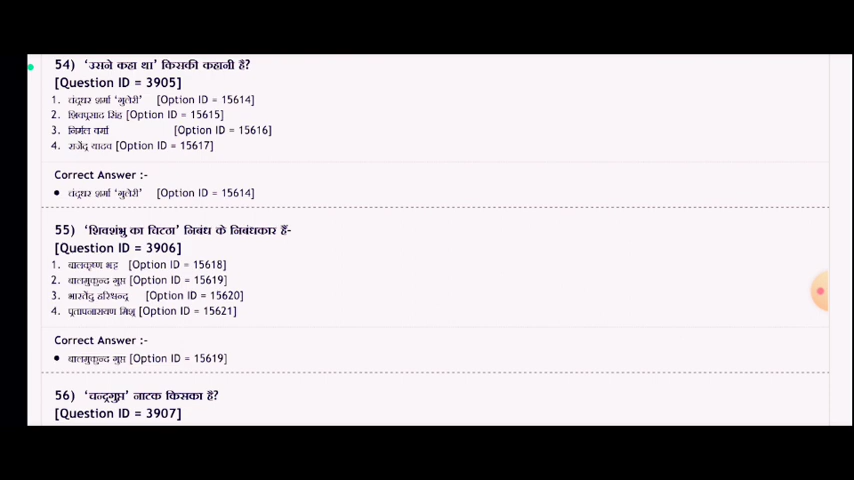 54) ‘उसने कहा था’ किसकी कहानी है?
[Question ID = 3905]
1. चंद्रधर शर्मा ‘गुलेरी’ [Option ID = 15614]
2. शिवप्रसाद सिंह [Option ID = 15615]
3. निर्मल वर्मा [Option ID = 15616]
4. राजेंद्र यादव [Option ID = 15617]
Correct Answer :-
• चंद्रधर शर्मा ‘गुलेरी’ [Option ID = 15614]
55) ‘शिवशंभु का चिटठा’ निबंध के निबंधकार हैं-
[Question ID = 3906]
1. बालकृष्ण भट्ट [Option ID = 15618]
2. बालमुकुन्द गुप्त [Option ID = 15619]
3. भारतेंदु हरिश्चन्द्र [Option ID = 15620]
4. प्रतापनारायण मिश्र [Option ID = 15621]
Correct Answer :-
• बालमुकुन्द गुप्त [Option ID = 15619]
56) ‘चन्द्रगुप्त’ नाटक किसका है?
[Question ID = 3907]